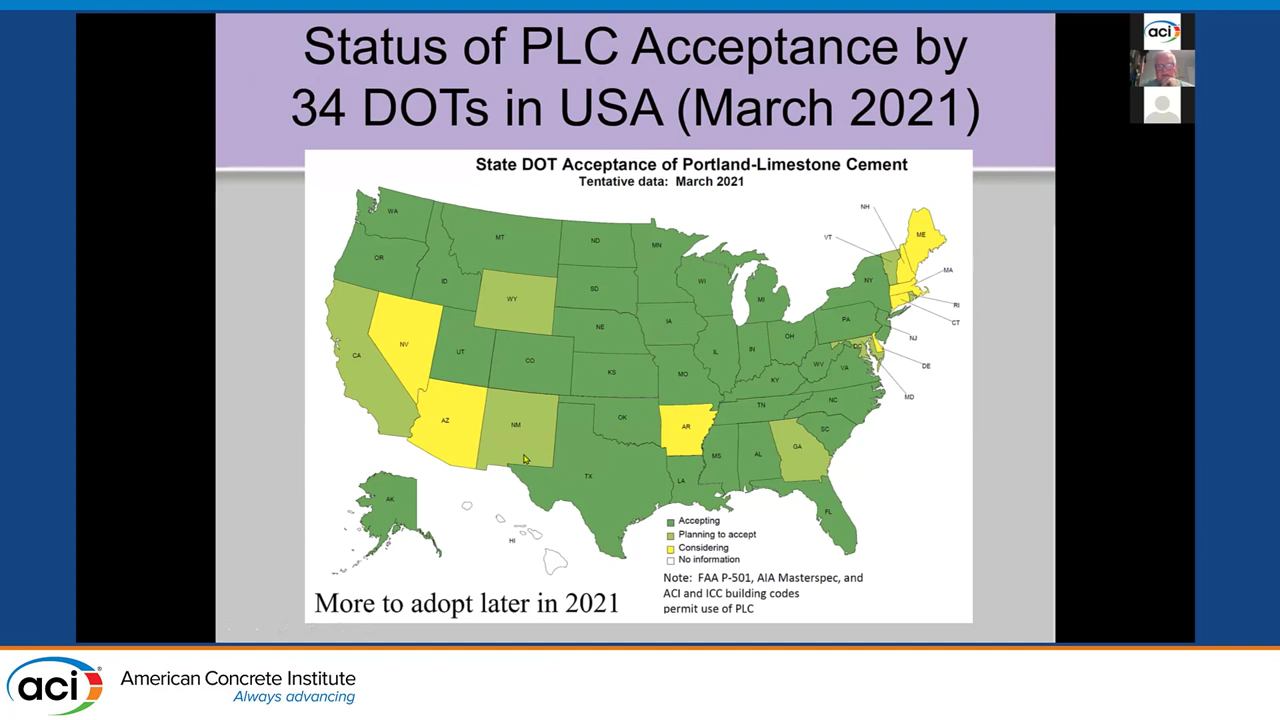 Status of PLC Acceptance by
34 DOTs in USA (March 2021)
aci
State DOT Acceptance of Portland-Limestone Cement
Tentative data: March 2021
WA
MT
ND
MN
OR
ID
WY
SD
WI
MI
NY
VT
NH
ME
MA
RI
CT
NJ
DE
MD
DC
PA
CA
NV
UT
CO
NE
IA
IL
IN
OH
WV
VA
KS
MO
KY
NC
AZ
NM
OK
AR
TN
SC
TX
LA
MS
AL
GA
FL
AK
HI
Accepting
Planning to accept
Considering
No information
Note: FAA P-501, AIA Masterspec, and
ACI and ICC building codes
permit use of PLC
More to adopt later in 2021
aci
American Concrete Institute
Always advancing